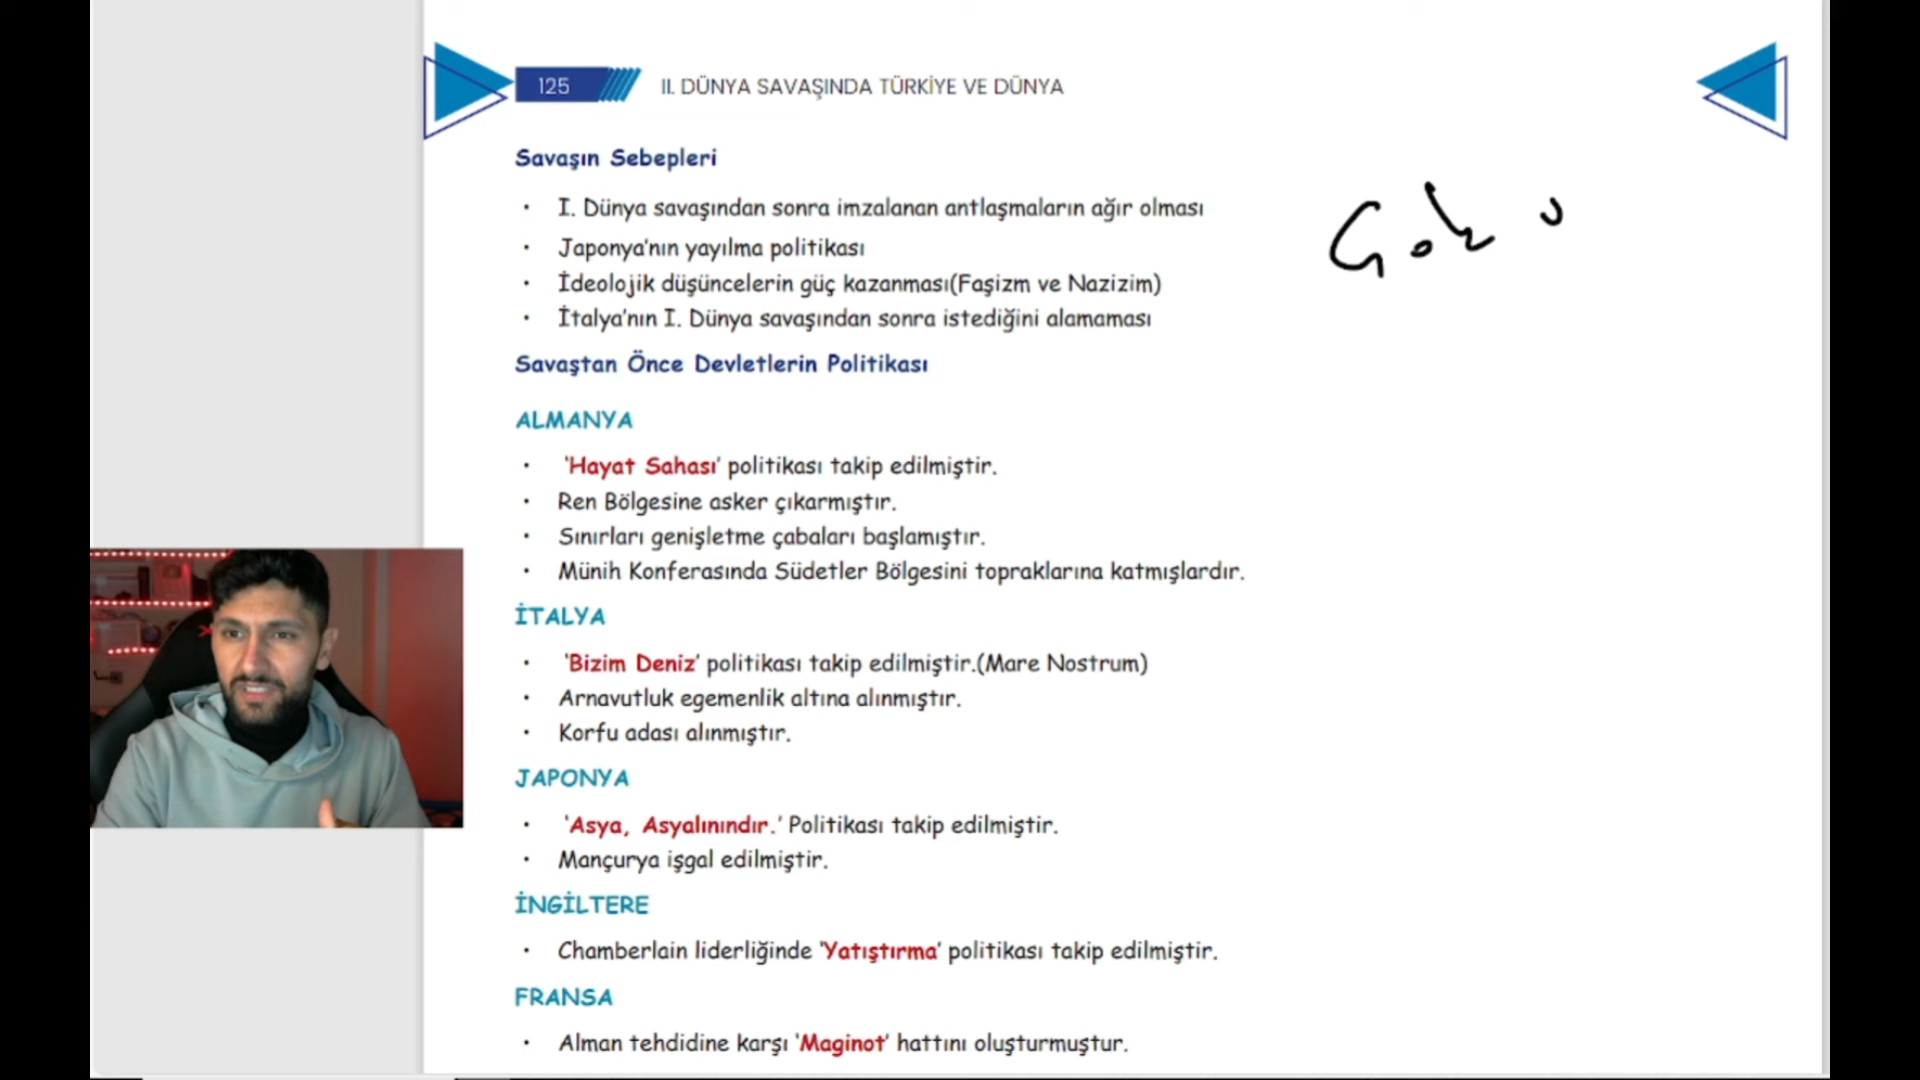 125
II. DÜNYA SAVAŞINDA TÜRKİYE VE DÜNYA
Savaşın Sebepleri
• I. Dünya savaşından sonra imzalanan antlaşmaların ağır olması
• Japonya’nın yayılma politikası
• İdeolojik düşüncelerin güç kazanması(Faşizm ve Nazizim)
• İtalya’nın I. Dünya savaşından sonra istediğini alamaması
Savaştan Önce Devletlerin Politikası
ALMANYA
• ‘Hayat Sahası’ politikası takip edilmiştir.
• Ren Bölgesine asker çıkarmıştır.
• Sınırları genişletme çabaları başlamıştır.
• Münih Konferasında Südetler Bölgesini topraklarına katmışlardır.
İTALYA
• ‘Bizim Deniz’ politikası takip edilmiştir.(Mare Nostrum)
• Arnavutluk egemenlik altına alınmıştır.
• Korfu adası alınmıştır.
JAPONYA
• ‘Asya, Asyalınındır.’ Politikası takip edilmiştir.
• Mançurya işgal edilmiştir.
İNGİLTERE
• Chamberlain liderliğinde ‘Yatıştırma’ politikası takip edilmiştir.
FRANSA
• Alman tehdidine karşı ‘Maginot’ hattını oluşturmuştur.